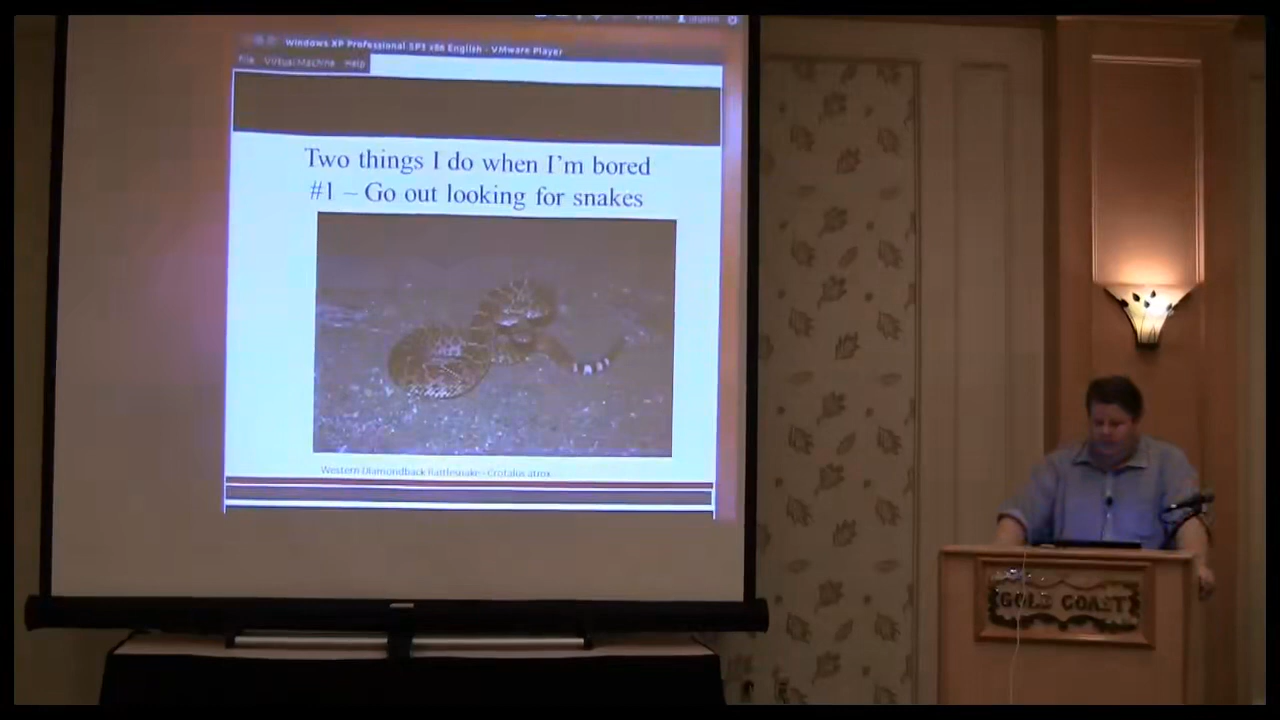 Windows XP Professional SP3 x86 English - VMware Player
File Virtual Machine Help
Two things I do when I'm bored
#1 – Go out looking for snakes
Western Diamondback Rattlesnake - Crotalus atrox
GOLD COAST